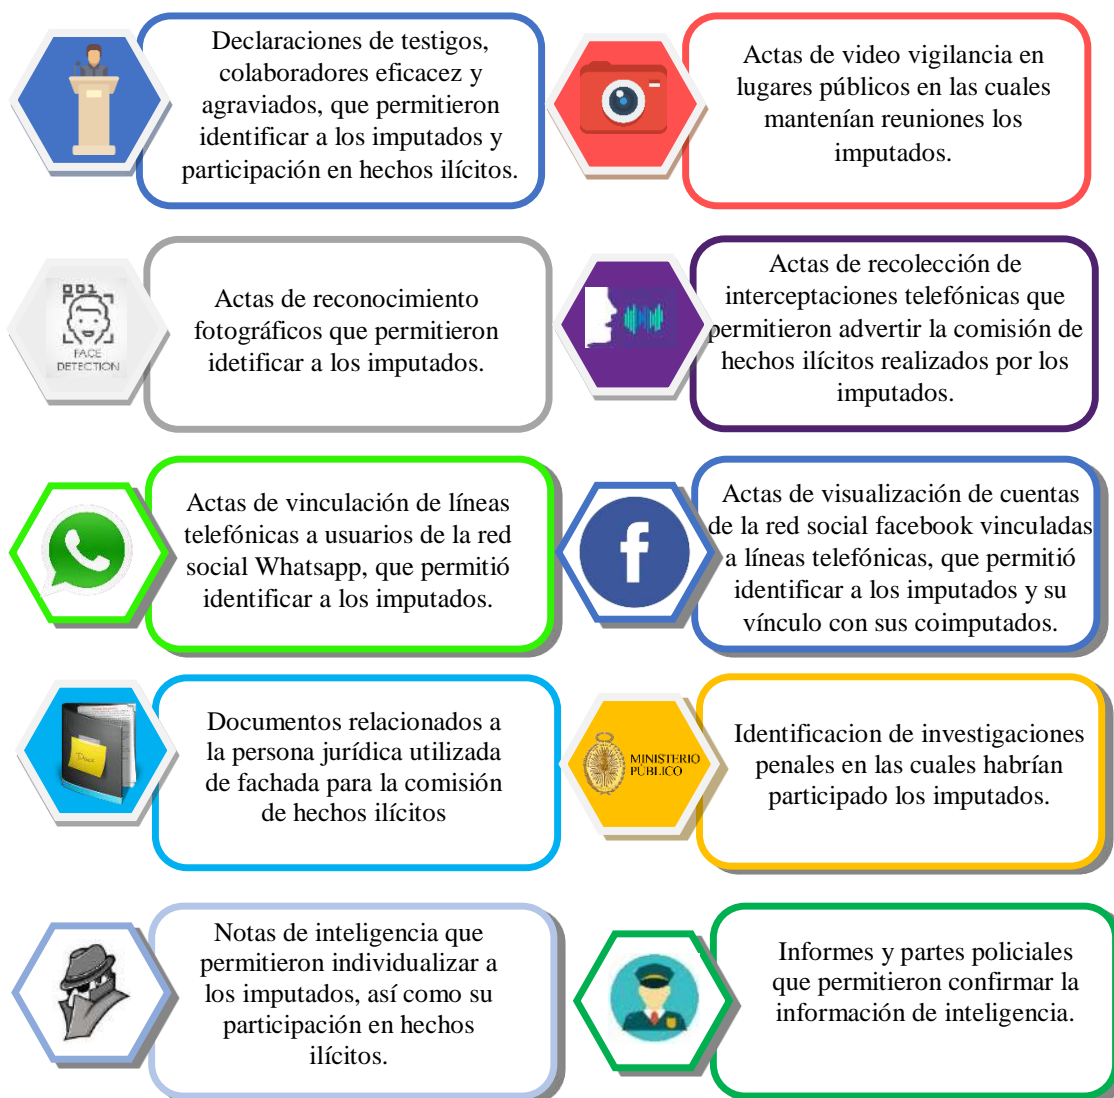 Declaraciones de testigos,
colaboradores eficacez y
agraviados, que permitieron
identificar a los imputados y
participación en hechos ilícitos.
Actas de video vigilancia en
lugares públicos en las cuales
mantenían reuniones los
imputados.
001
FACE
DETECTION
Actas de reconocimiento
fotográficos que permitieron
idetificar a los imputados.
Actas de recolección de
interceptaciones telefónicas que
permitieron advertir la comisión de
hechos ilícitos realizados por los
imputados.
Actas de vinculación de líneas
telefónicas a usuarios de la red
social Whatsapp, que permitió
identificar a los imputados.
f
Actas de visualización de cuentas
de la red social facebook vinculadas
a líneas telefónicas, que permitió
identificar a los imputados y su
vínculo con sus coimputados.
Docs
Documentos relacionados a
la persona jurídica utilizada
de fachada para la comisión
de hechos ilícitos
MINISTERIO
PÚBLICO
Identificacion de investigaciones
penales en las cuales habrían
participado los imputados.
Notas de inteligencia que
permitieron individualizar a
los imputados, así como su
participación en hechos
ilícitos.
Informes y partes policiales
que permitieron confirmar la
información de inteligencia.